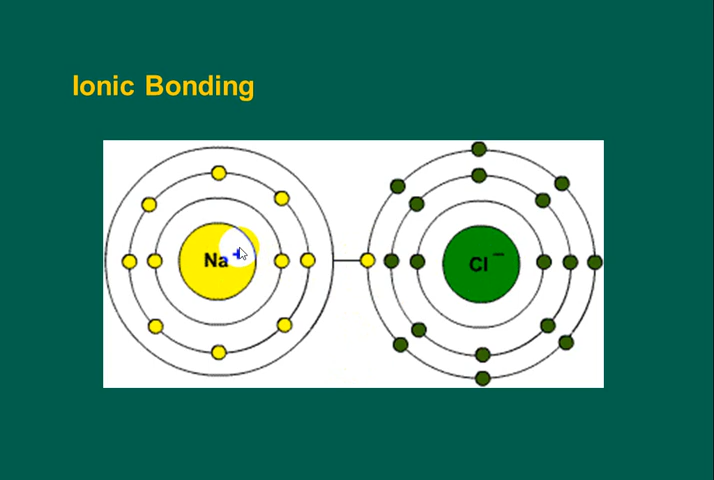 Ionic Bonding
Na +
Cl −